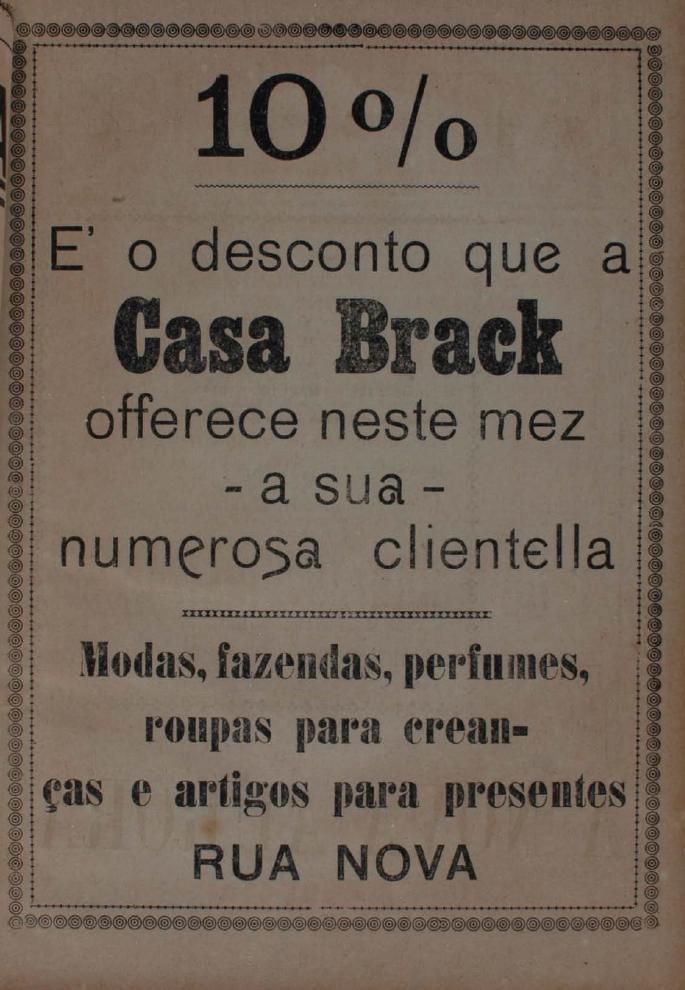 10 %
E' o desconto que a
Casa Brack
offerece neste mez
- a sua -
numerosa clientella
Modas, fazendas, perfumes,
roupas para crean-
ças e artigos para presentes
RUA NOVA